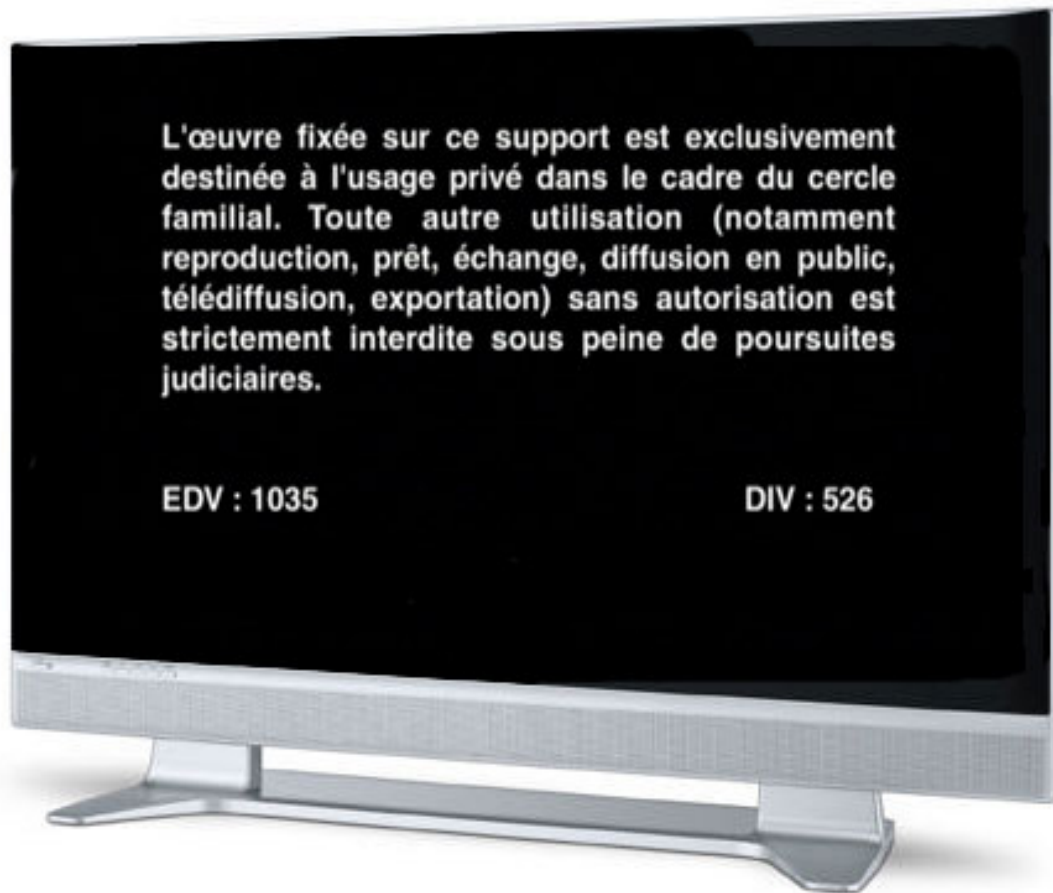 L'œuvre fixée sur ce support est exclusivement
destinée à l'usage privé dans le cadre du cercle
familial. Toute autre utilisation (notamment
reproduction, prêt, échange, diffusion en public,
télédiffusion, exportation) sans autorisation est
strictement interdite sous peine de poursuites
judiciaires.
EDV : 1035 DIV : 526